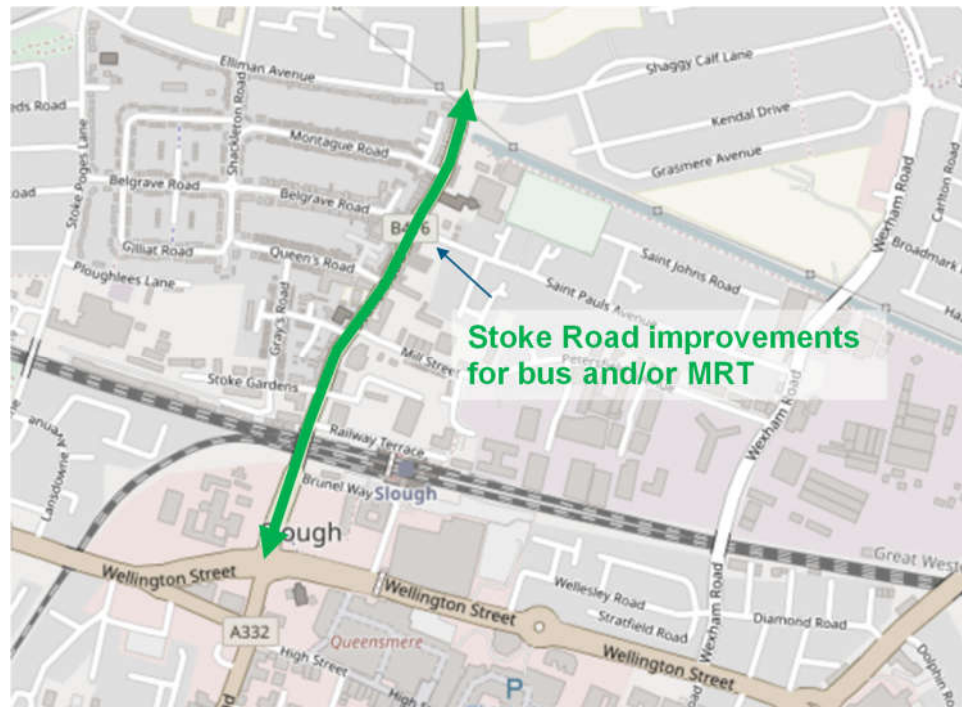 Elliman Avenue
Shaggy Calf Lane
Shackleton Road
Kendal Drive
Montague Road
Grasmere Avenue
Stoke Poges Lane
Carlton Road
Wexham Road
Belgrave Road
Belgrave Road
Gilliat Road
Queen's Road
Ploughlees Lane
Saint Johns Road
Saint Pauls Avenue
Gray's Road
Stoke Road improvements
for bus and/or MRT
Mill Street
Stoke Gardens
Wexham Road
Railway Terrace
Brunel Way
Slough
Great
Wellington Street
Wellington Street
Wellesley Road
Stratfield Road
Diamond Road
Wexham Road
A332
Queensmere
High Street
Wellington Street
P